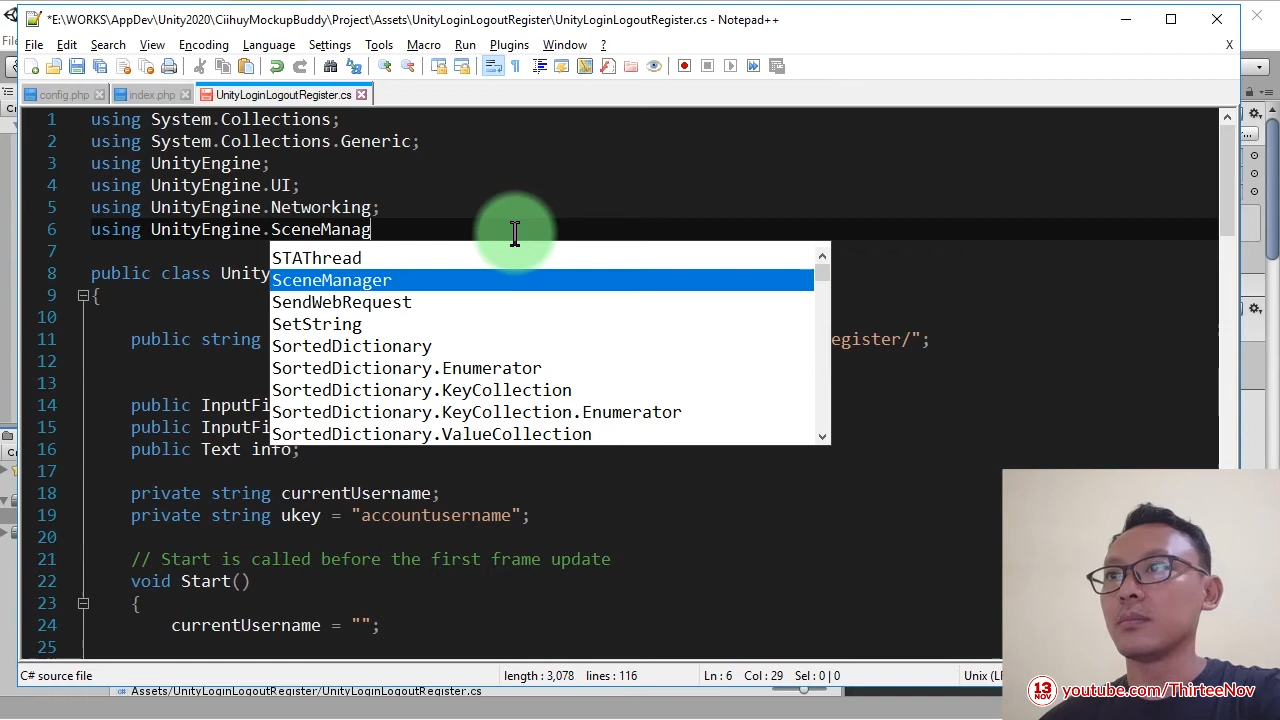 *E:\WORKS\AppDev\Unity2020\CiihuyMockupBuddy\Project\Assets\UnityLoginLogoutRegister\UnityLoginLogoutRegister.cs - Notepad++
File Edit Search View Encoding Language Settings Tools Macro Run Plugins Window ? X
config.php index.php UnityLoginLogoutRegister.cs
1 using System.Collections;
2 using System.Collections.Generic;
3 using UnityEngine;
4 using UnityEngine.UI;
5 using UnityEngine.Networking;
6 using UnityEngine.SceneManag
7
STAThread
8 public class Unity
SceneManager
9 {
SendWebRequest
10
SetString
11 public string egister/";
SortedDictionary
12
SortedDictionary.Enumerator
13
SortedDictionary.KeyCollection
14 public InputFi
SortedDictionary.KeyCollection.Enumerator
15 public InputFi
SortedDictionary.ValueCollection
16 public Text info;
17
18 private string currentUsername;
19 private string ukey = "accountusername";
20
21 // Start is called before the first frame update
22 void Start()
23 {
24 currentUsername = "";
25
C# source file length : 3,078 lines : 116 Ln : 6 Col : 29 Sel : 0 | 0 Unix (L
Assets/UnityLoginLogoutRegister/UnityLoginLogoutRegister.cs
13 NOV youtube.com/ThirteeNov